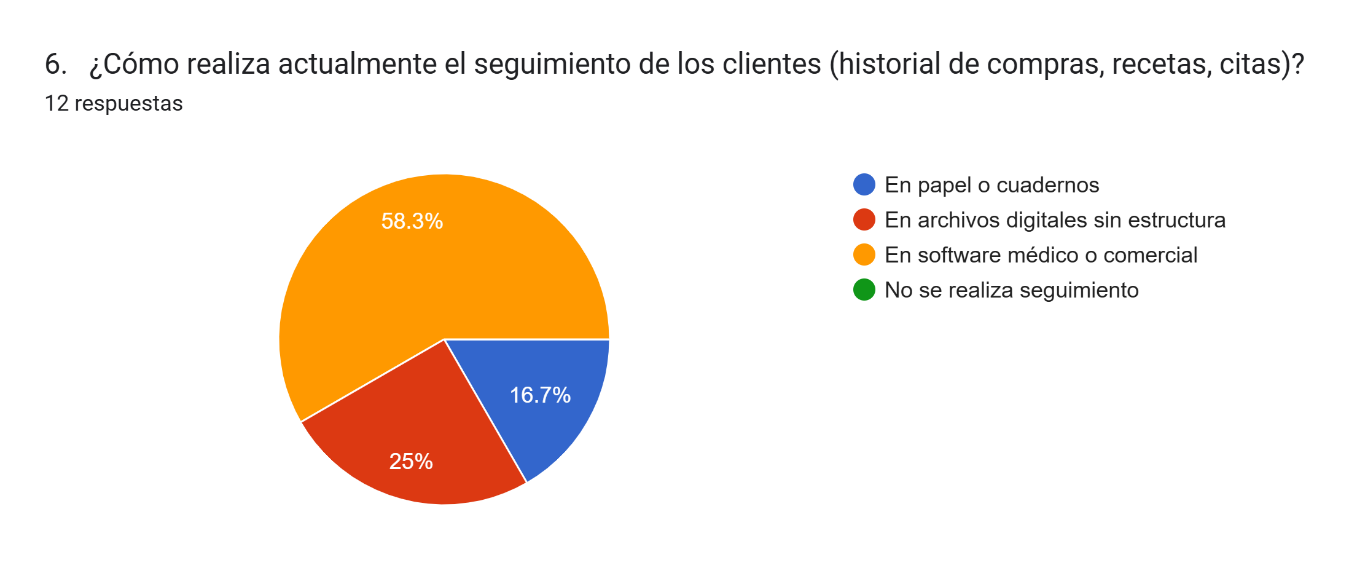 6. ¿Cómo realiza actualmente el seguimiento de los clientes (historial de compras, recetas, citas)?
12 respuestas
58.3%
16.7%
25%
En papel o cuadernos
En archivos digitales sin estructura
En software médico o comercial
No se realiza seguimiento